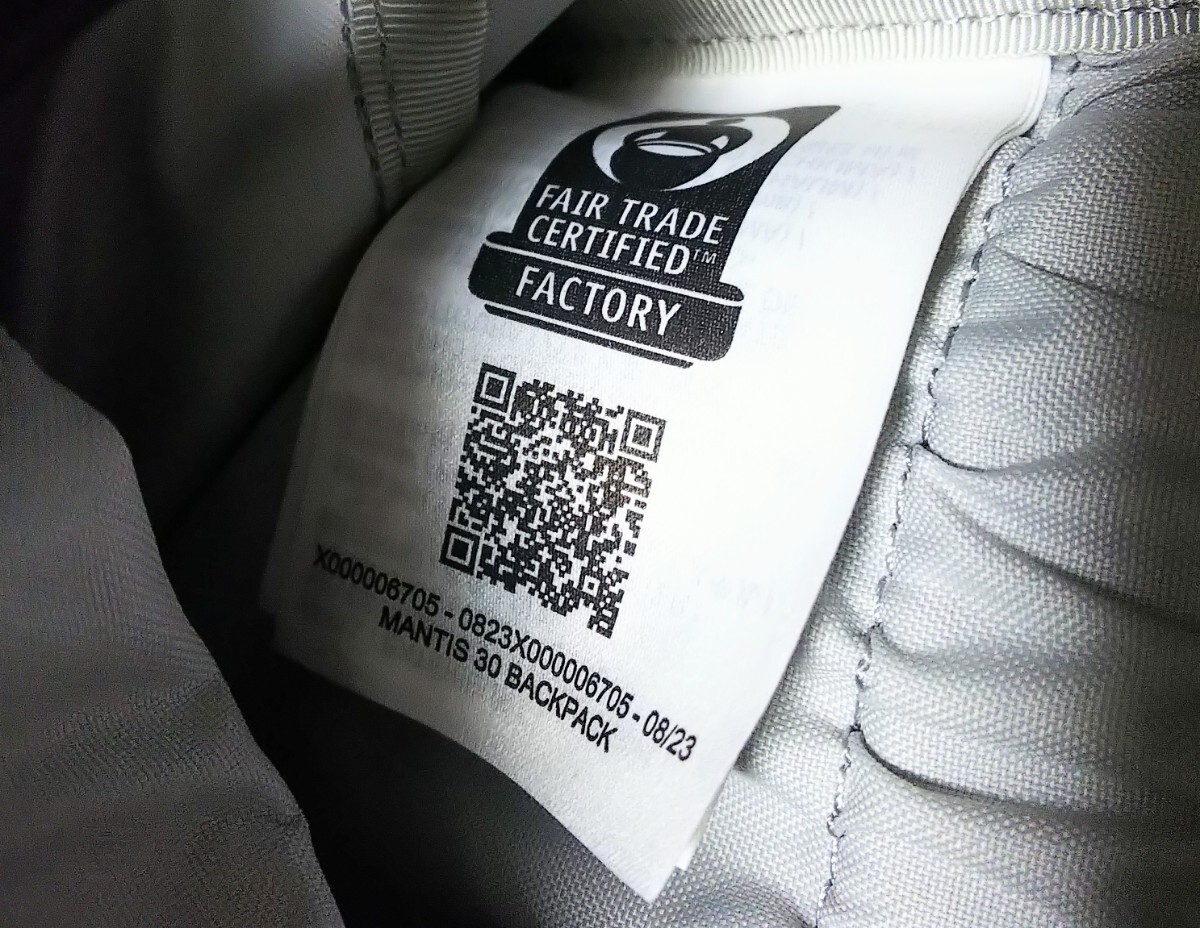 FAIR TRADE
CERTIFIED™
FACTORY
X000006705 - 0823X000006705 - 08/23
MANTIS 30 BACKPACK